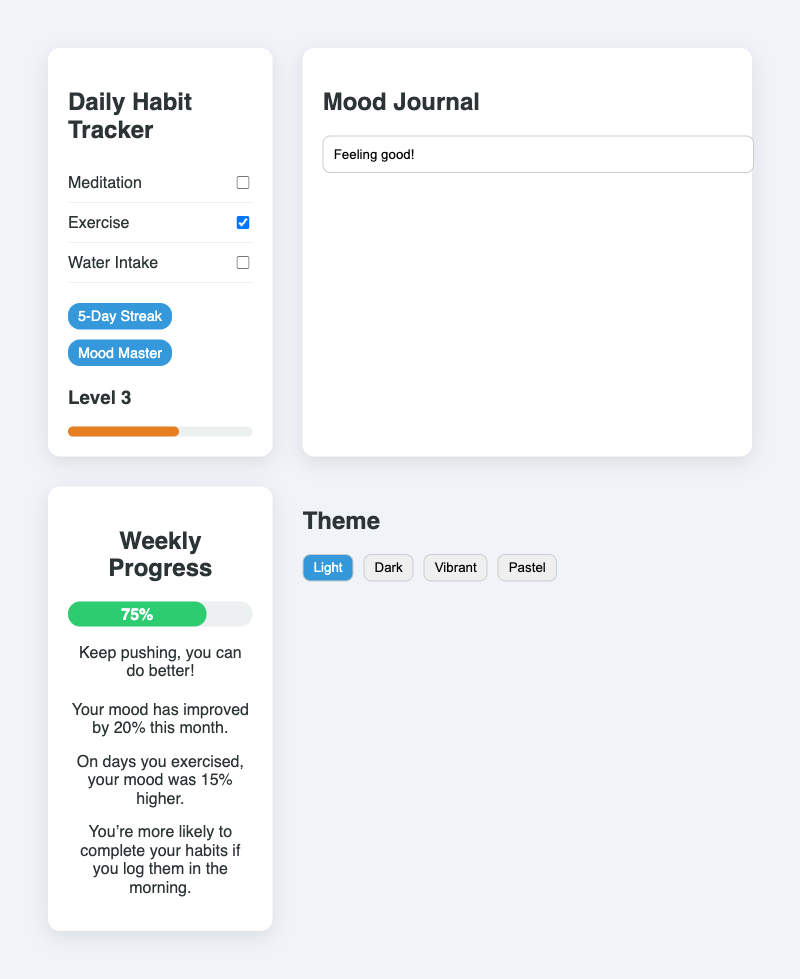 Daily Habit
Tracker
Meditation
Exercise
Water Intake
5-Day Streak
Mood Master
Level 3
Mood Journal
Feeling good!
Weekly
Progress
75%
Keep pushing, you can
do better!
Your mood has improved
by 20% this month.
On days you exercised,
your mood was 15%
higher.
You’re more likely to
complete your habits if
you log them in the
morning.
Theme
Light
Dark
Vibrant
Pastel